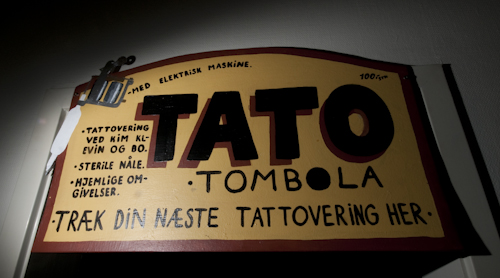 -MED ELEKTRISK MASKINE.
TATO
TOMBOLA
·TATTOVERING
VED KIM KL-
EVIN OG BO.
·STERILE NÅLE.
·HJEMLIGE OM-
GIVELSER.
·TRÆK DIN NÆSTE TATTOVERING HER·